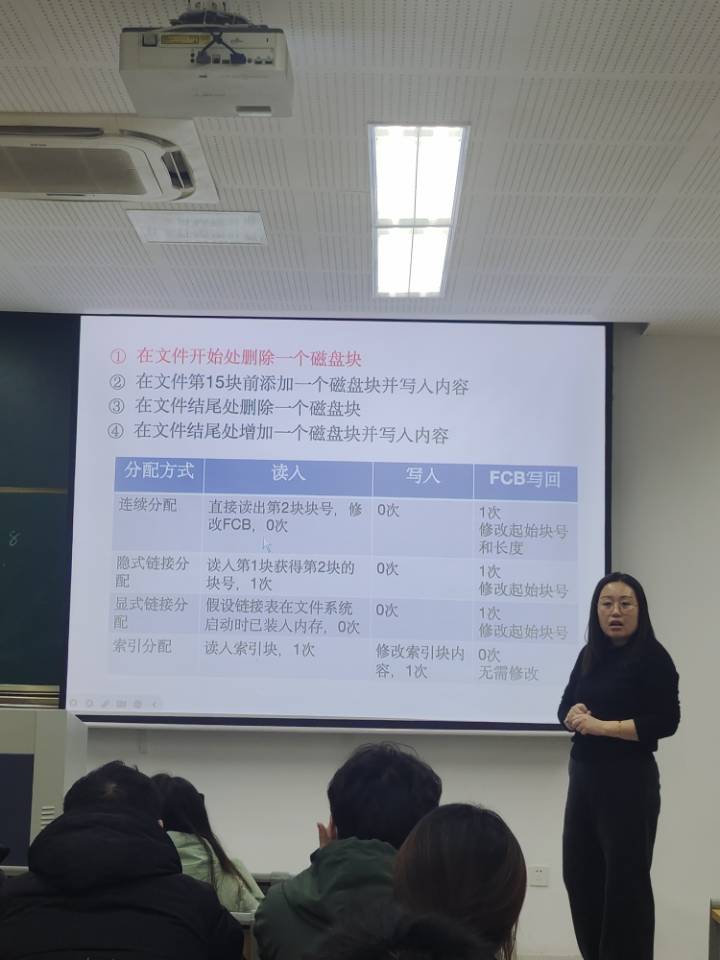 ① 在文件开始处删除一个磁盘块
② 在文件第15块前添加一个磁盘块并写入内容
③ 在文件结尾处删除一个磁盘块
④ 在文件结尾处增加一个磁盘块并写入内容
分配方式 读入 写入 FCB写回
连续分配 直接读出第2块块号，修改FCB，0次 0次 1次 修改起始块号和长度
隐式链接分配 读入第1块获得第2块的块号，1次 0次 1次 修改起始块号
显式链接分配 假设链接表在文件系统启动时已装入内存，0次 0次 1次 修改起始块号
索引分配 读入索引块，1次 修改索引块内容，1次 0次 无需修改
8